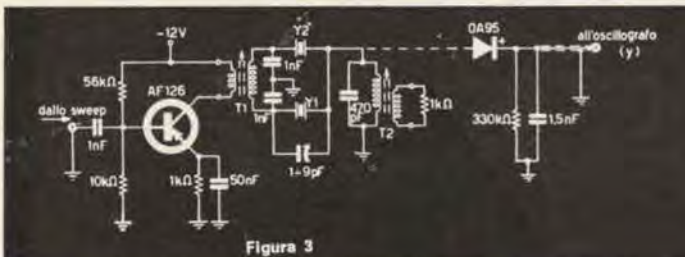 -12V
56kΩ
AF126
dallo sweep
1nF
10kΩ
1kΩ
50nF
T1
1nF
1nF
Y2
Y1
1÷9pF
470
pF
T2
1kΩ
OA95
+
330kΩ
1,5nF
all'oscillografo
(y)
Figura 3